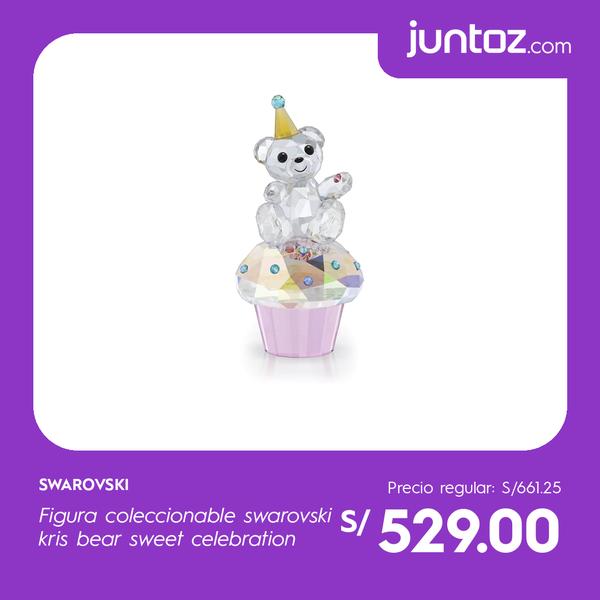 juntoz.com
SWAROVSKI
Figura coleccionable swarovski
kris bear sweet celebration
Precio regular: S/661.25
S/ 529.00